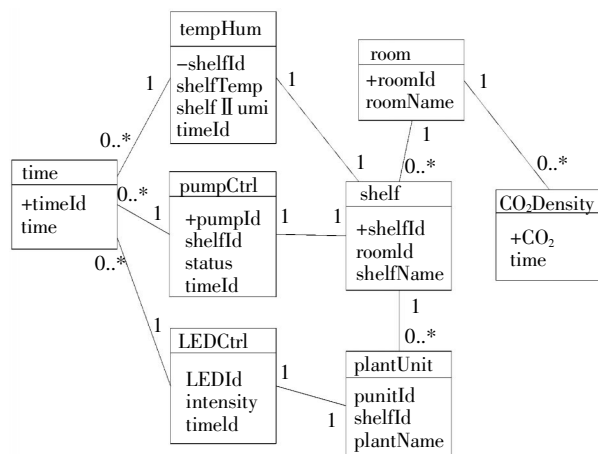 tempHum
−shelfId
shelfTemp
shelf Ⅱ umi
timeId
1
1
0..*
room
+roomId
roomName
1
1
0..*
0..*
time
+timeId
time
0..*
0..*
pumpCtrl
+pumpId
shelfId
status
timeId
1
1
1
1
shelf
+shelfId
roomId
shelfName
CO₂Density
+CO₂
time
1
0..*
LEDCtrl
LEDId
intensity
timeId
1
1
1
plantUnit
punitId
shelfId
plantName